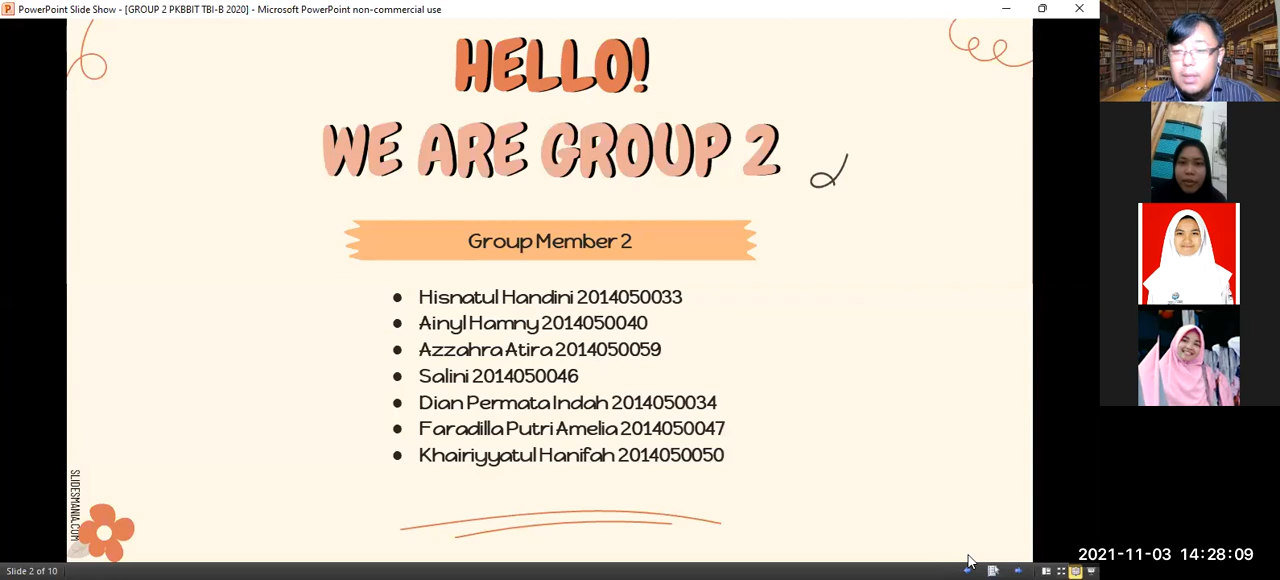 PowerPoint Slide Show - [GROUP 2 PKBBIT TBI-B 2020] - Microsoft PowerPoint non-commercial use
HELLO!
WE ARE GROUP 2
Group Member 2
● Hisnatul Handini 2014050033
● Ainyl Hamny 2014050040
● Azzahra Atira 2014050059
● Salini 2014050046
● Dian Permata Indah 2014050034
● Faradilla Putri Amelia 2014050047
● Khairiyyatul Hanifah 2014050050
SLIDESMANIA.COM
2021-11-03 14:28:09
Slide 2 of 10